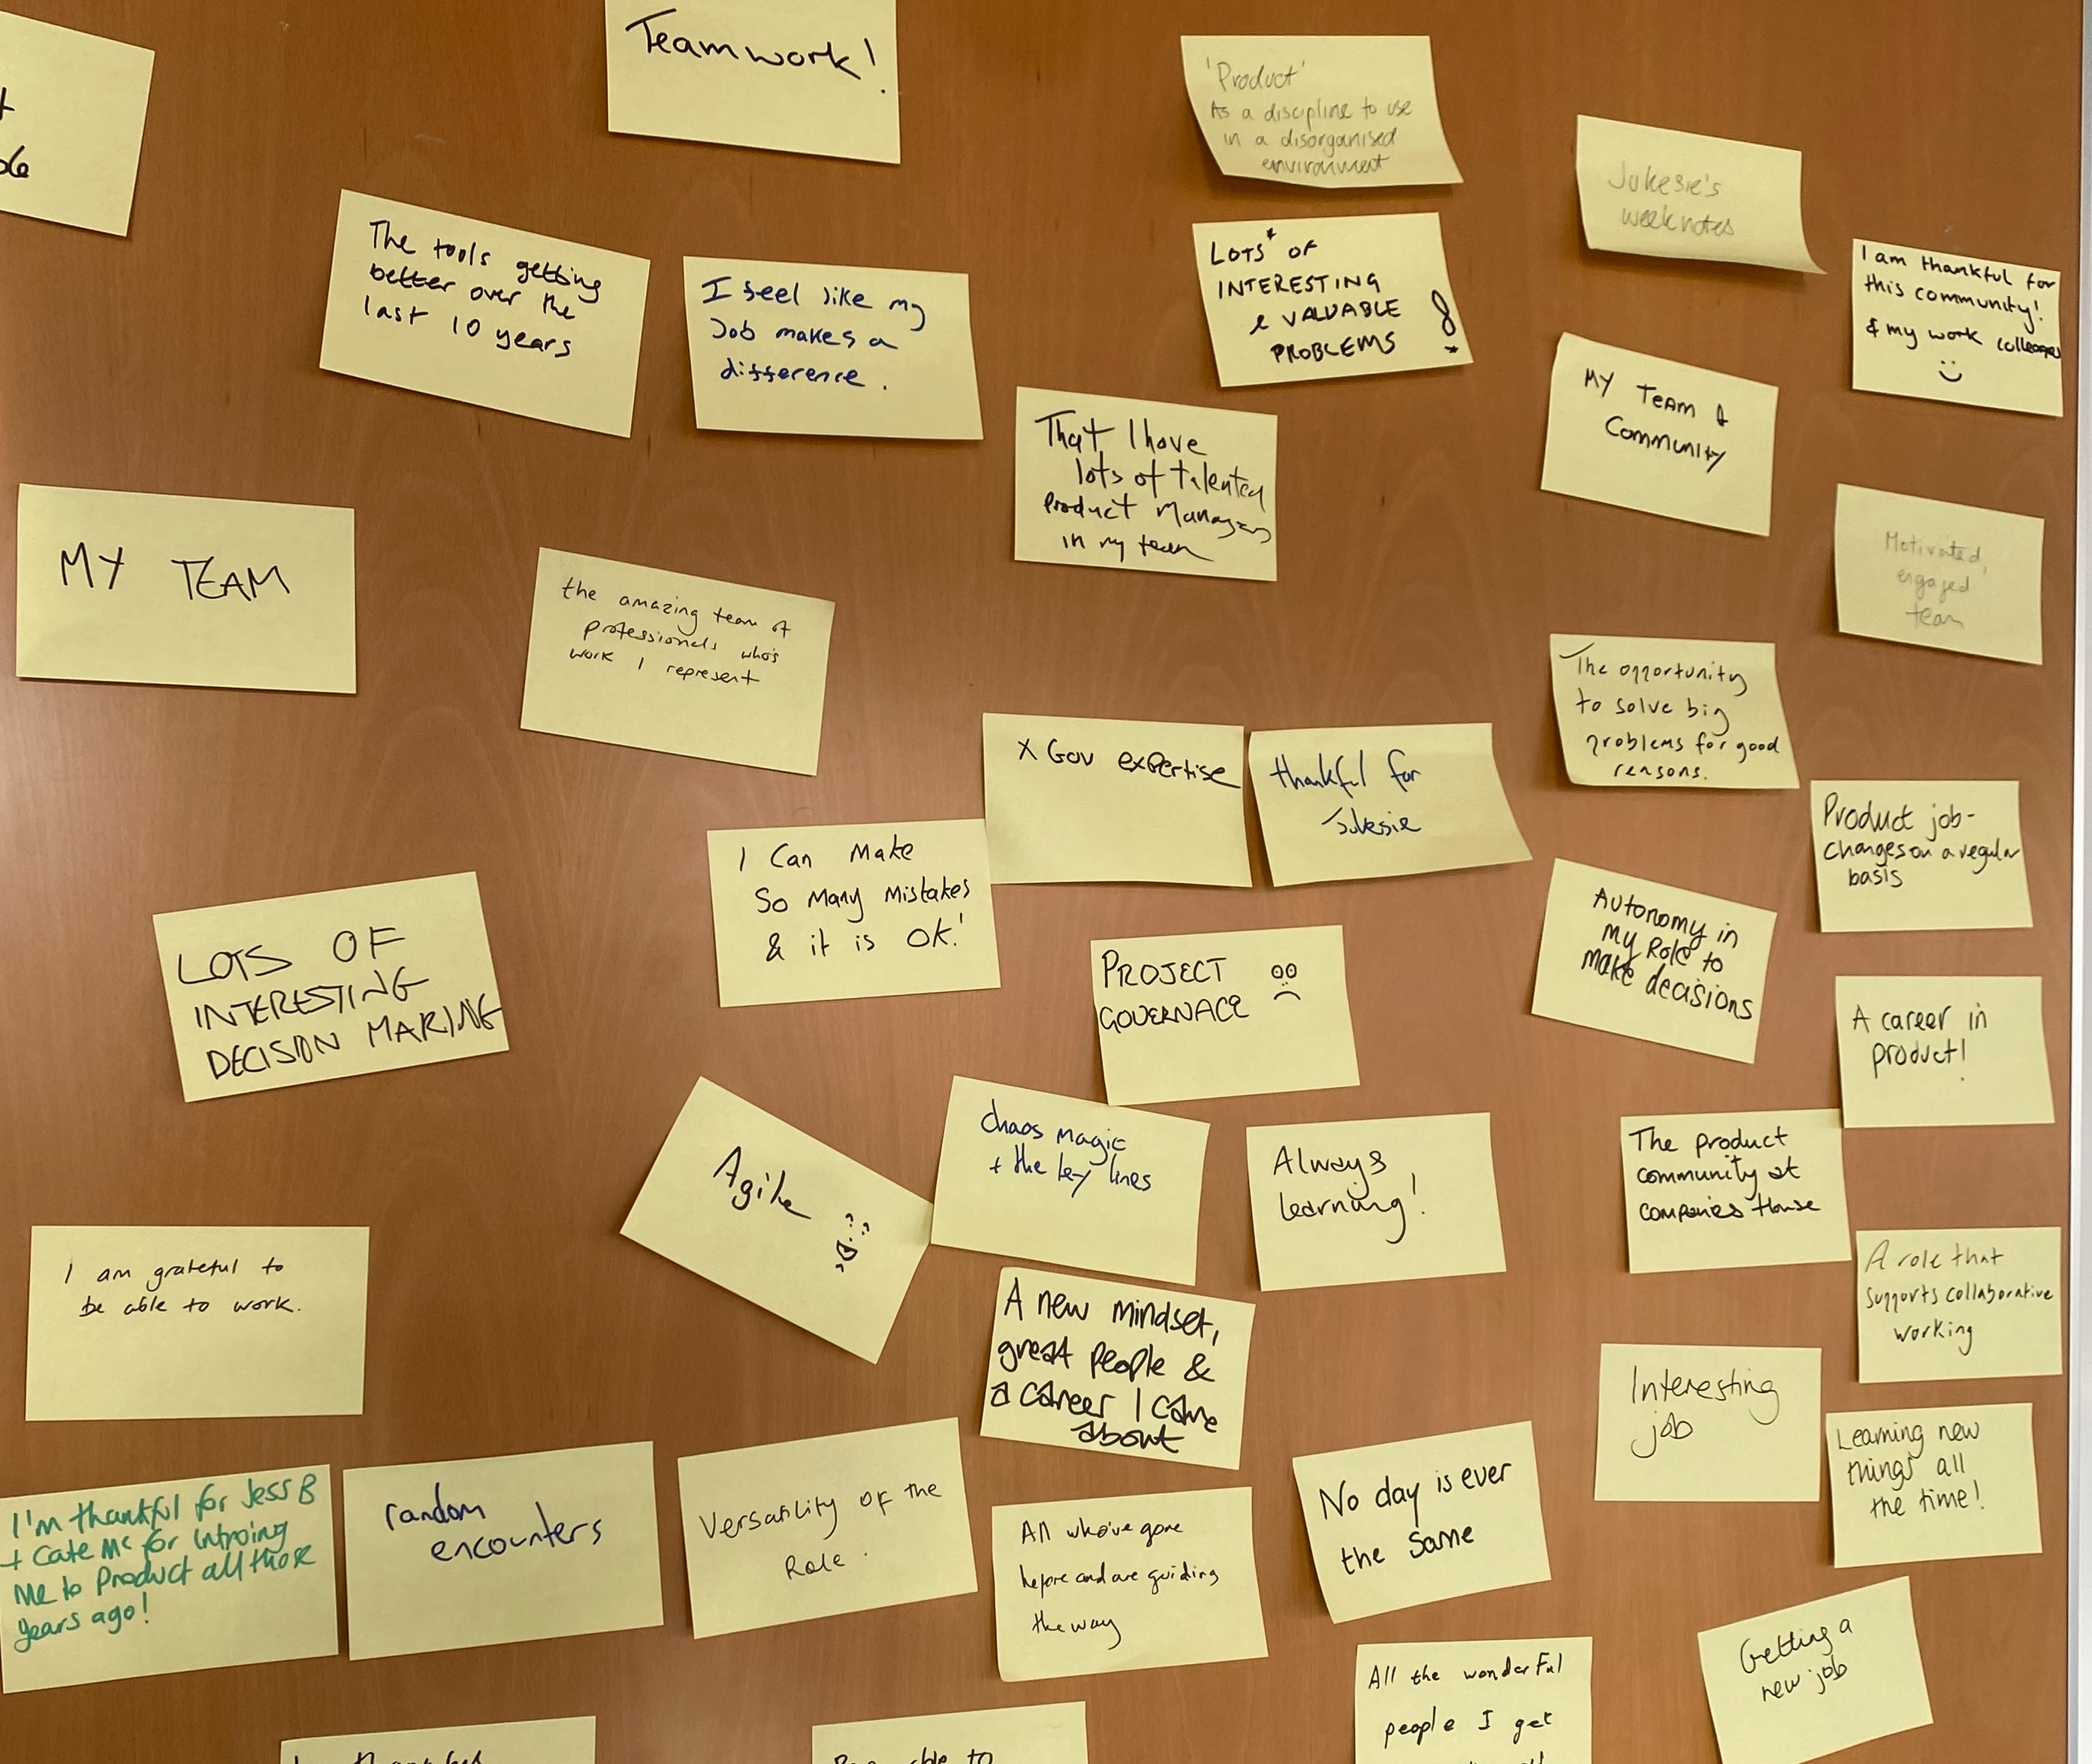 Teamwork!
'Product'
As a discipline to use
in a disorganised
environment
Jukesie's
weeknotes
The tools getting
better over the
last 10 years
I feel like my
Job makes a
difference.
LOTS* OF
INTERESTING
& VALUABLE
PROBLEMS !
I am thankful for
this community!
& my work colleagues
MY TEAM &
COMMUNITY
That I have
lots of talented
Product Managers
in my team
MY TEAM
the amazing team of
professionals who's
work I represent
Motivated,
engaged
team
The opportunity
to solve big
problems for good
reasons.
X Gov expertise
thankful for
Jukesie
Product job-
changes on a regular
basis
I Can Make
So Many Mistakes
& it is OK!
Autonomy in
my Role to
make decisions
LOTS OF
INTERESTING
DECISION MAKING
PROJECT
GOVERNACE
A career in
product!
Agile
chaos magic
+ the ley lines
Always
learning!
The product
community at
companies House
I am grateful to
be able to work.
A role that
supports collaborative
working
A new mindset,
great people &
a career I came
about
Interesting
job
Learning new
things all
the time!
I'm thankful for Jess B
+ Cate Mc for introing
me to Product all those
years ago!
random
encounters
Versatility of the
Role.
All who've gone
before and are guiding
the way
No day is ever
the same
Getting a
new job
All the wonderful
people I get
thankful
able to